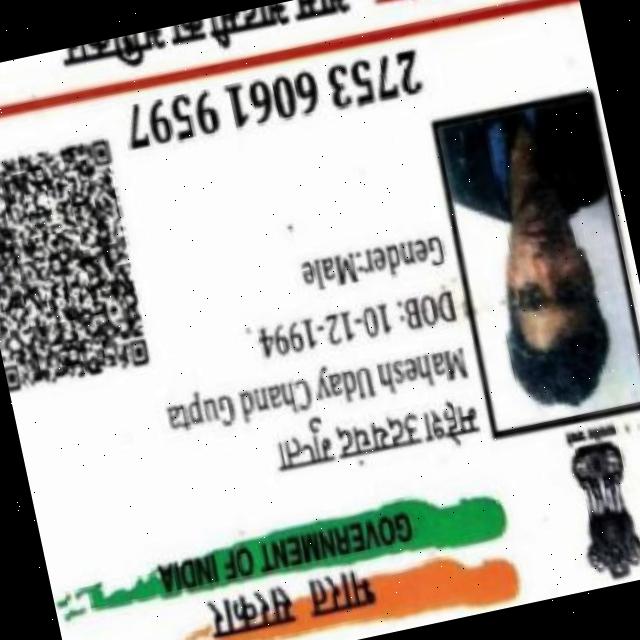 भारत सरकार
GOVERNMENT OF INDIA
महेश उदयचंद गुप्ता
Mahesh Uday Chand Gupta
DOB: 10-12-1994
Gender:Male
2753 6061 9597